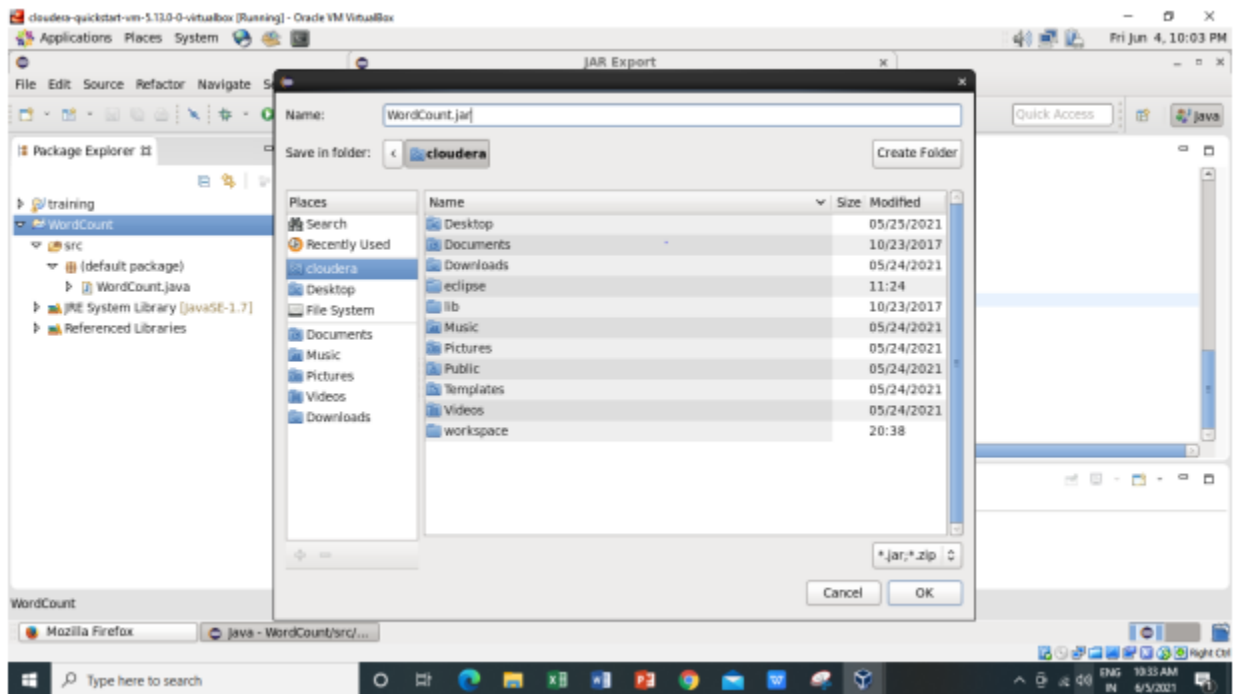 cloudera-quickstart-vm-5.13.0-0-virtualbox [Running] - Oracle VM VirtualBox
Applications Places System
Fri Jun 4, 10:03 PM
JAR Export
File Edit Source Refactor Navigate
Name: WordCount.jar
Quick Access
Java
Package Explorer
Save in folder: cloudera Create Folder
training
WordCount
src
(default package)
WordCount.java
JRE System Library [JavaSE-1.7]
Referenced Libraries
Places
Search
Recently Used
cloudera
Desktop
File System
Documents
Music
Pictures
Videos
Downloads
Name Size Modified
Desktop 05/25/2021
Documents 10/23/2017
Downloads 05/24/2021
eclipse 11:24
lib 10/23/2017
Music 05/24/2021
Pictures 05/24/2021
Public 05/24/2021
Templates 05/24/2021
Videos 05/24/2021
workspace 20:38
*.jar;*.zip
Cancel OK
WordCount
Mozilla Firefox
Java - WordCount/src/...
Right Ctrl
Type here to search
ENG
IN
10:33 AM
6/5/2021